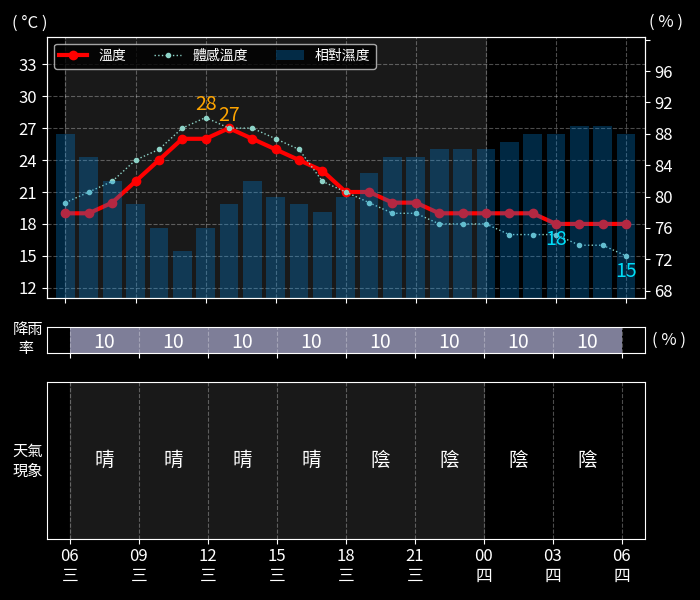 ( °C )
( % )
溫度 體感溫度 相對濕度
33
30
27
24
21
18
15
12
96
92
88
84
80
76
72
68
28
27
18
15
降雨
率
10 10 10 10 10 10 10 10
( % )
天氣
現象
晴 晴 晴 晴 陰 陰 陰 陰
06 09 12 15 18 21 00 03 06
三 三 三 三 三 三 四 四 四